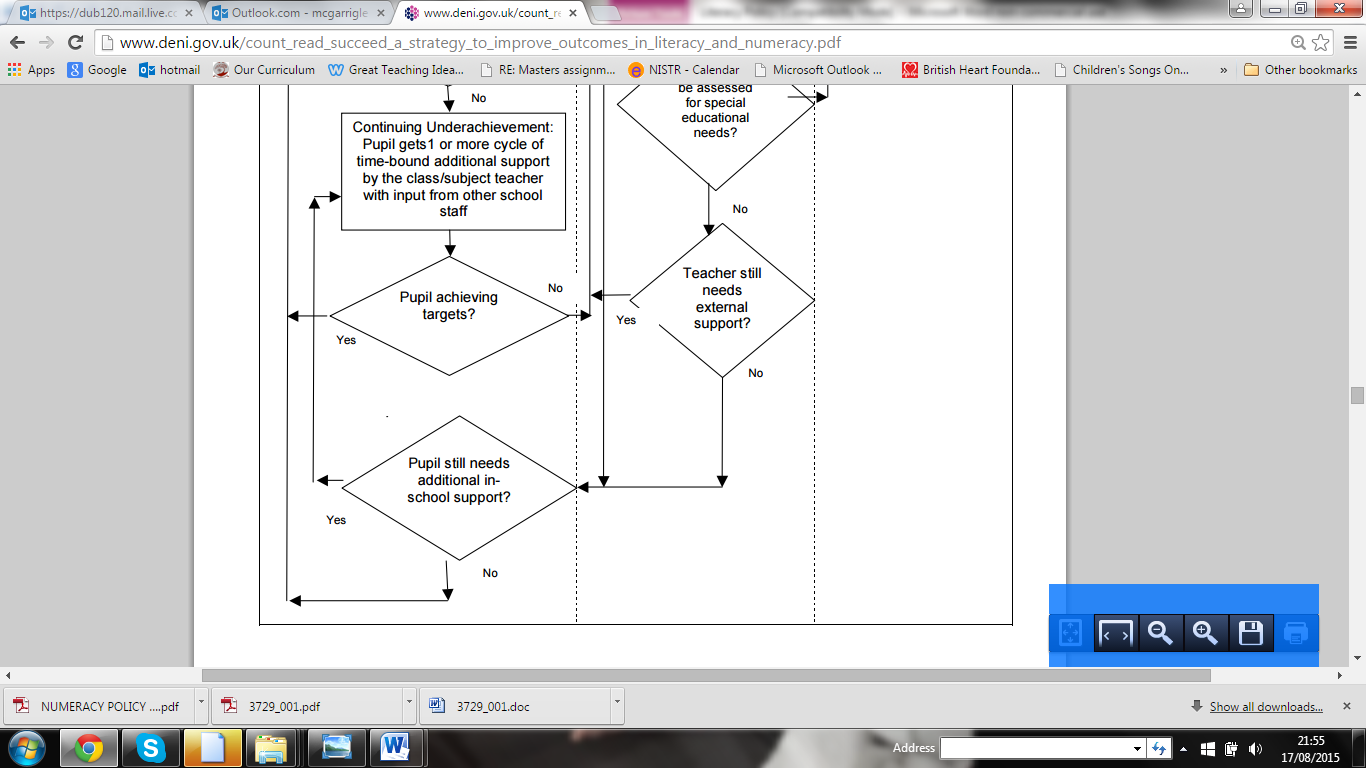 https://dub120.mail.live.co
Outlook.com - mcgarrigle
www.deni.gov.uk/count_re
www.deni.gov.uk/count_read_succeed_a_strategy_to_improve_outcomes_in_literacy_and_numeracy.pdf
Apps
Google
hotmail
Our Curriculum
Great Teaching Idea...
RE: Masters assignm...
NISTR - Calendar
Microsoft Outlook ...
British Heart Founda...
Children's Songs On...
»
Other bookmarks
No
Continuing Underachievement:
Pupil gets1 or more cycle of
time-bound additional support
by the class/subject teacher
with input from other school
staff
be assessed
for special
educational
needs?
No
Pupil achieving
targets?
No
Yes
Teacher still
needs
external
support?
Yes
No
Pupil still needs
additional in-
school support?
Yes
No
NUMERACY POLICY ....pdf
3729_001.pdf
3729_001.doc
Show all downloads...
Address
21:55
17/08/2015